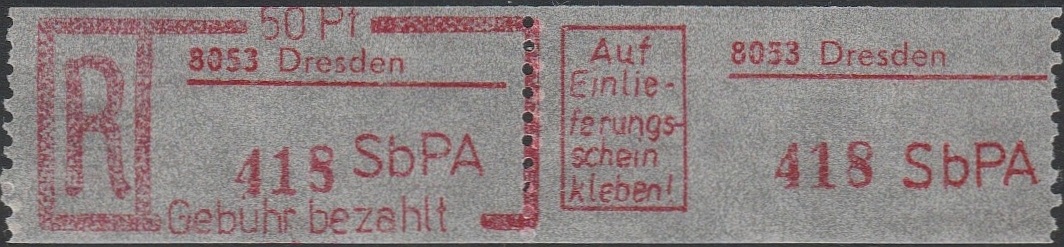 50 Pf
R
8053 Dresden
418 SbPA
Gebühr bezahlt
Auf
Einlie-
ferungs-
schein
kleben!
8053 Dresden
418 SbPA